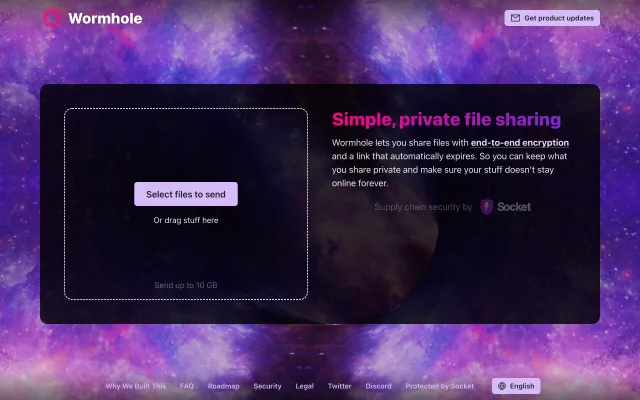 Wormhole
Get product updates
Select files to send
Or drag stuff here
Send up to 10 GB
Simple, private file sharing
Wormhole lets you share files with end-to-end encryption
and a link that automatically expires. So you can keep what
you share private and make sure your stuff doesn't stay
online forever.
Supply chain security by Socket
Why We Built This FAQ Roadmap Security Legal Twitter Discord Protected by Socket English